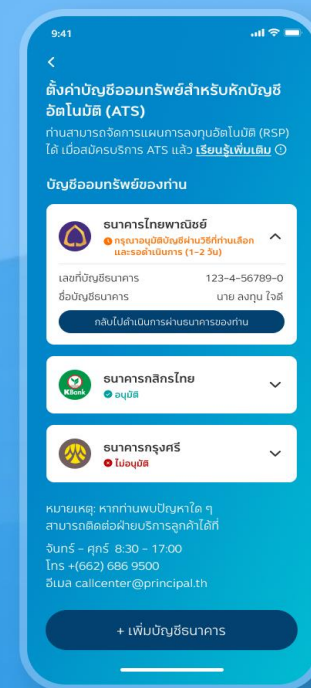 9:41
ตั้งค่าบัญชีออมทรัพย์สำหรับหักบัญชี
อัตโนมัติ (ATS)
ท่านสามารถจัดการแผนการลงทุนอัตโนมัติ (RSP)
ได้ เมื่อสมัครบริการ ATS แล้ว เรียนรู้เพิ่มเติม
บัญชีออมทรัพย์ของท่าน
ธนาคารไทยพาณิชย์
กรุณาอนุมัติบัญชีผ่านวิธีที่ท่านเลือก
และรอดำเนินการ (1-2 วัน)
เลขที่บัญชีธนาคาร 123-4-56789-0
ชื่อบัญชีธนาคาร นาย ลงทุน ใจดี
กลับไปดำเนินการผ่านธนาคารของท่าน
ธนาคารกสิกรไทย
KBank
อนุมัติ
ธนาคารกรุงศรี
ไม่อนุมัติ
หมายเหตุ: หากท่านพบปัญหาใด ๆ
สามารถติดต่อฝ่ายบริการลูกค้าได้ที่
จันทร์ – ศุกร์ 8:30 – 17:00
โทร +(662) 686 9500
อีเมล callcenter@principal.th
+ เพิ่มบัญชีธนาคาร